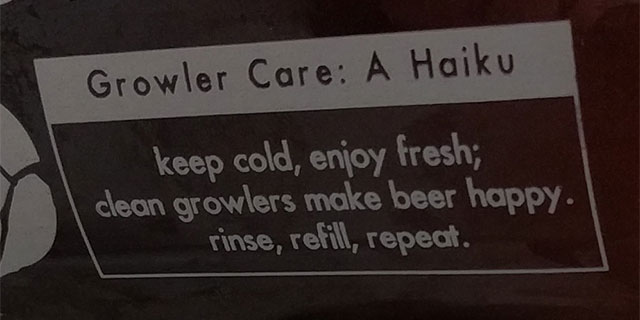 Growler Care: A Haiku
keep cold, enjoy fresh;
clean growlers make beer happy.
rinse, refill, repeat.